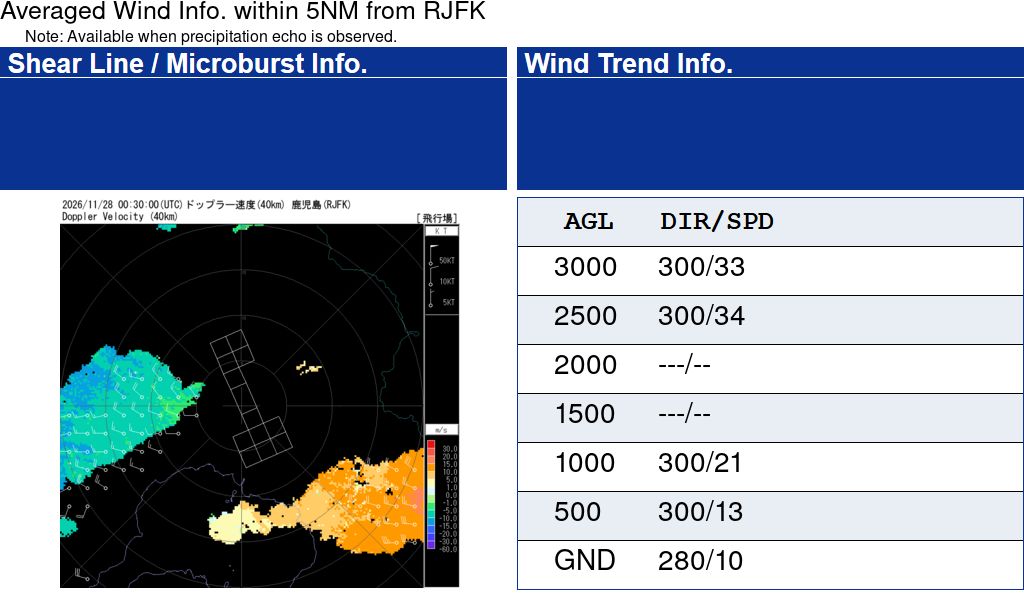 Averaged Wind Info. within 5NM from RJFK
Note: Available when precipitation echo is observed.
Shear Line / Microburst Info.
Wind Trend Info.
2026/11/28 00:30:00(UTC) ドップラー速度(40km) 鹿児島(RJFK)
Doppler Velocity (40km)
[飛行場]
KT
50KT
10KT
5KT
m/s
30.0
20.0
15.0
10.0
5.0
1.0
0.0
-1.0
-5.0
-10.0
-15.0
-20.0
-30.0
-60.0
AGL DIR/SPD
3000 300/33
2500 300/34
2000 ---/--
1500 ---/--
1000 300/21
500 300/13
GND 280/10